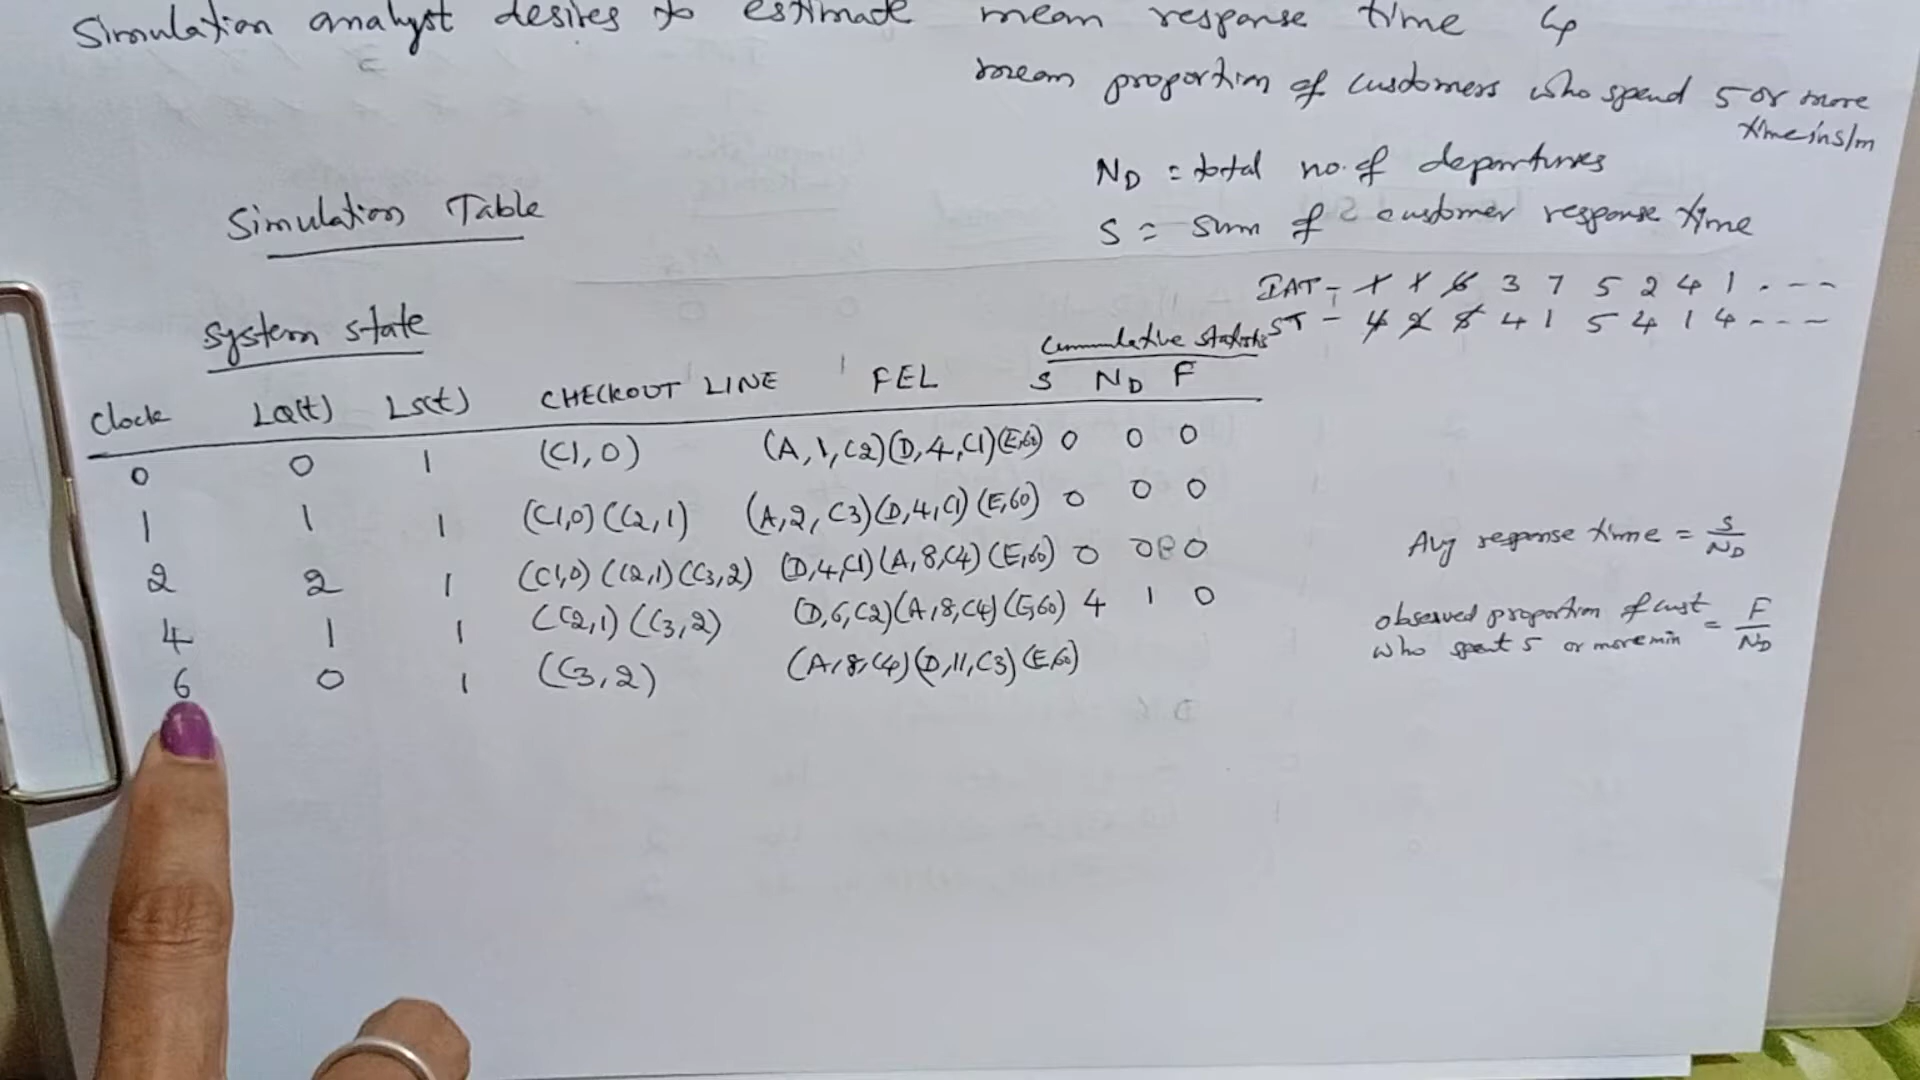 Simulation analyst desires to estimate mean response time &
mean proportion of customers who spend 5 or more
time in s/m
ND = total no. of departures
S = sum of customer response time
Simulation Table
IAT - 1 1 6 3 7 5 2 4 1 . ---
ST - 4 2 5 4 1 5 4 1 4 ----
System state
Cummulative Statistics
Clock LQ(t) LS(t) CHECKOUT LINE FEL S ND F
0 0 1 (C1, 0) (A, 1, C2) (D, 4, C1) (E, 60) 0 0 0
1 1 1 (C1,0) (C2, 1) (A, 2, C3) (D, 4, C1) (E, 60) 0 0 0
2 2 1 (C1,0) (C2,1) (C3, 2) (D, 4, C1) (A, 8, C4) (E, 60) 0 0 0
4 1 1 (C2,1) (C3, 2) (D, 6, C2) (A, 8, C4) (E, 60) 4 1 0
6 0 1 (C3, 2) (A, 8, C4) (D, 11, C3) (E, 60)
Avg response time = S/ND
observed proportion of cust
who spent 5 or more min = F/ND